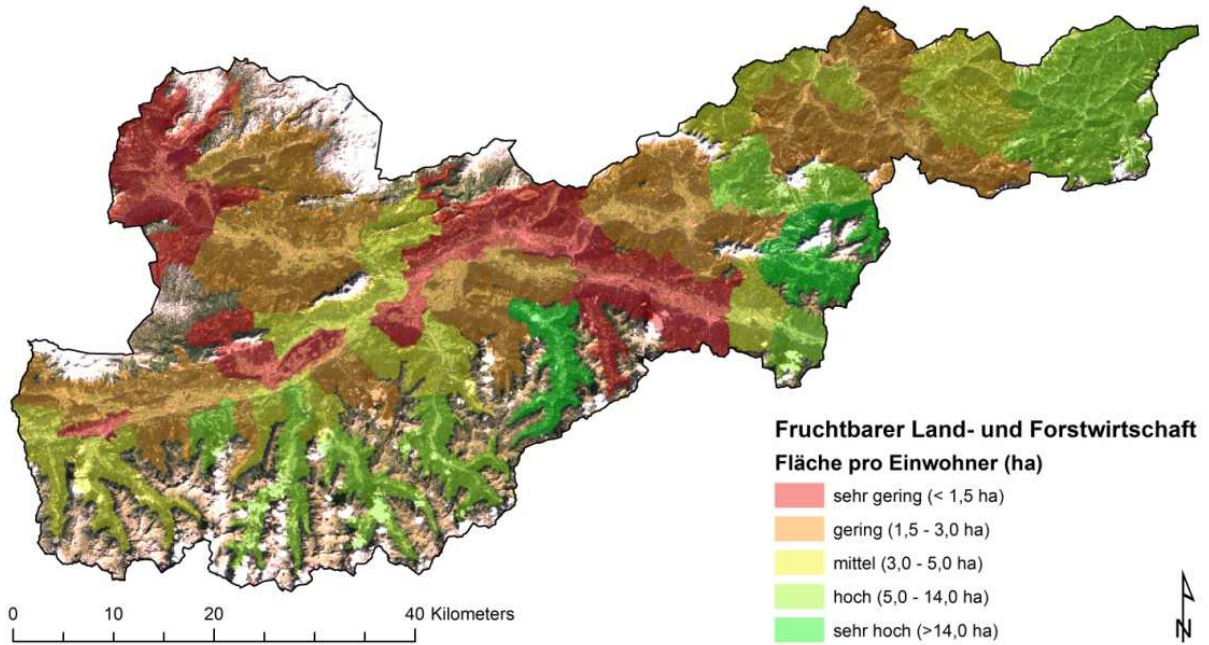 Fruchtbarer Land- und Forstwirtschaft
Fläche pro Einwohner (ha)
sehr gering (< 1,5 ha)
gering (1,5 - 3,0 ha)
mittel (3,0 - 5,0 ha)
hoch (5,0 - 14,0 ha)
sehr hoch (>14,0 ha)
0 10 20 40 Kilometers
N